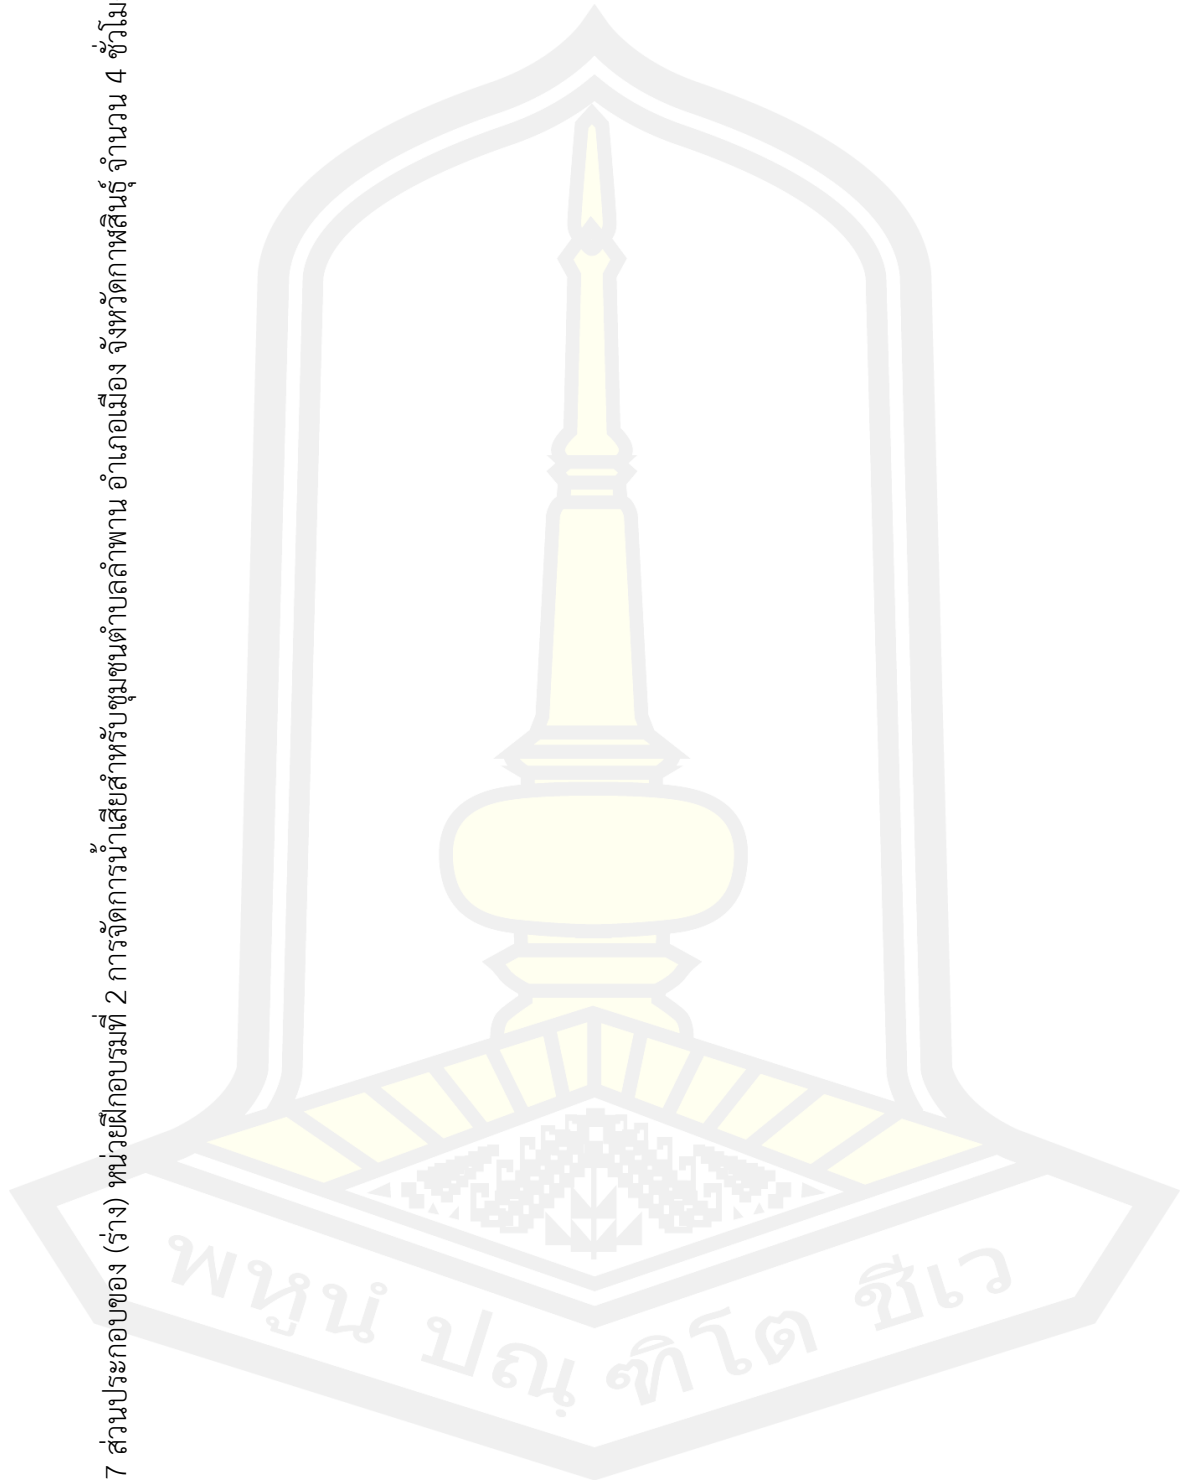 7 ส่วนประกอบของ (ร่าง) หน่วยฝึกอบรมที่ 2 การจัดการน้ำเสียสำหรับชุมชนตำบลลำพาน อำเภอเมือง จังหวัดกาฬสินธุ์ จำนวน 4 ชั่วโม
พหูนํ ปณฺฑิโต ชีเว